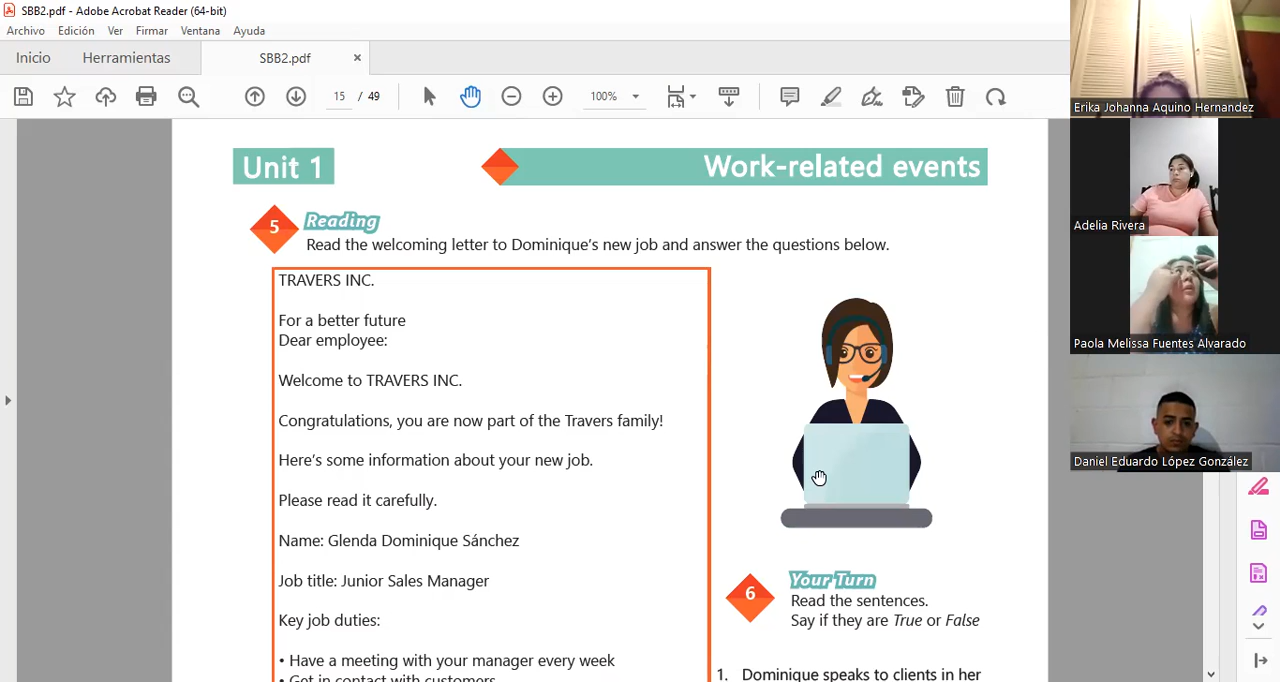 SBB2.pdf - Adobe Acrobat Reader (64-bit)
Archivo Edición Ver Firmar Ventana Ayuda
Inicio Herramientas SBB2.pdf ×
15 / 49 100%
Unit 1 Work-related events
5 Reading
Read the welcoming letter to Dominique's new job and answer the questions below.
TRAVERS INC.
For a better future
Dear employee:
Welcome to TRAVERS INC.
Congratulations, you are now part of the Travers family!
Here's some information about your new job.
Please read it carefully.
Name: Glenda Dominique Sánchez
Job title: Junior Sales Manager
Key job duties:
• Have a meeting with your manager every week
• Get in contact with customers
6 Your Turn
Read the sentences.
Say if they are True or False
1. Dominique speaks to clients in her
Erika Johanna Aquino Hernandez
Adelia Rivera
Paola Melissa Fuentes Alvarado
Daniel Eduardo López González